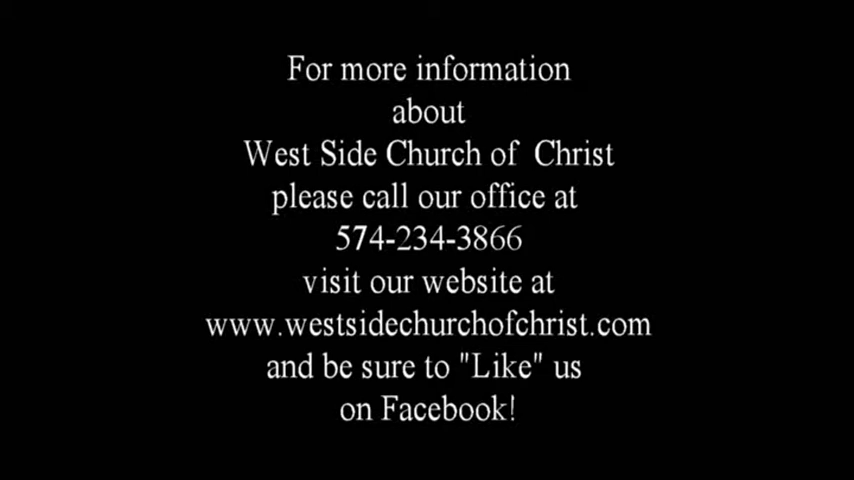 For more information
about
West Side Church of Christ
please call our office at
574-234-3866
visit our website at
www.westsidechurchofchrist.com
and be sure to "Like" us
on Facebook!